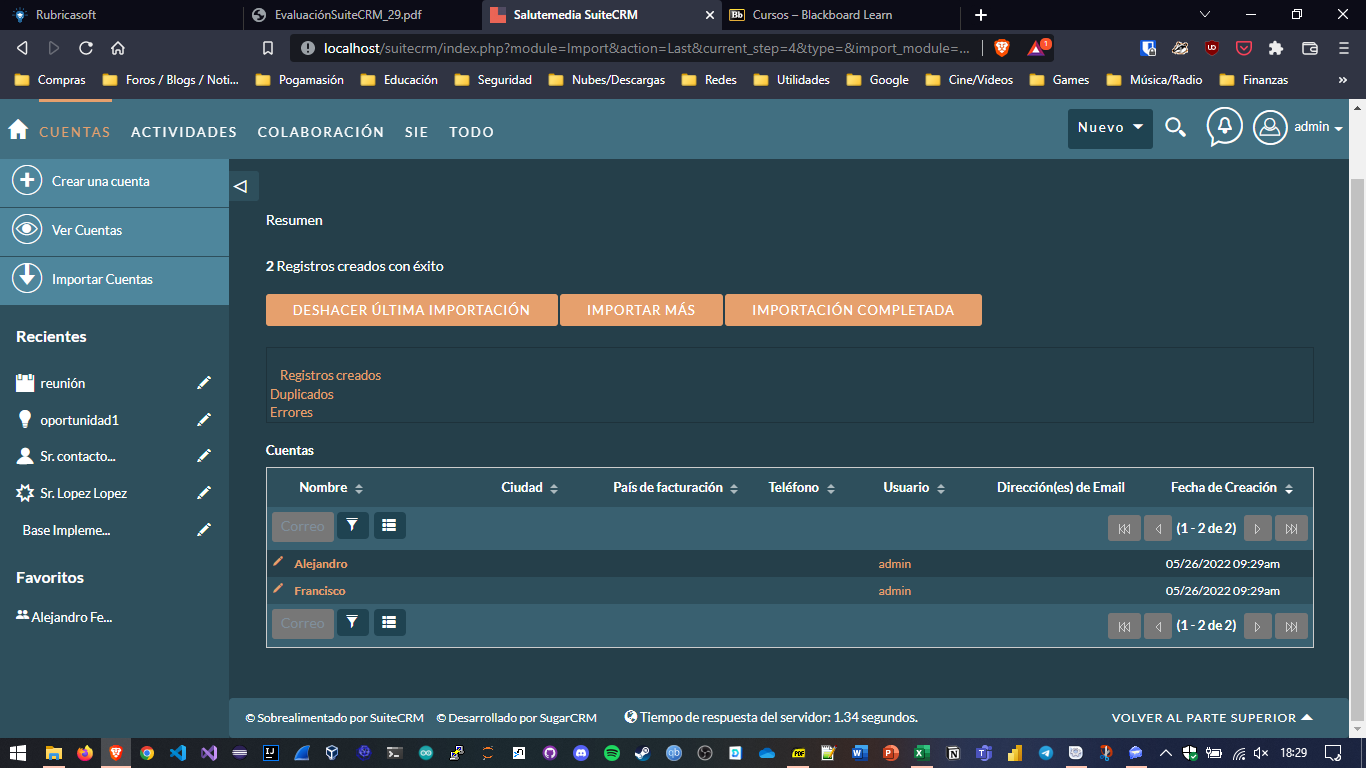 Rubricasoft
EvaluaciónSuiteCRM_29.pdf
Salutemedia SuiteCRM
Bb Cursos – Blackboard Learn
localhost/suitecrm/index.php?module=Import&action=Last&current_step=4&type=&import_module=...
1
Compras
Foros / Blogs / Noti...
Pogamasión
Educación
Seguridad
Nubes/Descargas
Redes
Utilidades
Google
Cine/Videos
Games
Música/Radio
Finanzas
»
CUENTAS
ACTIVIDADES
COLABORACIÓN
SIE
TODO
Nuevo
admin
Crear una cuenta
Ver Cuentas
Importar Cuentas
Recientes
reunión
oportunidad1
Sr. contacto...
Sr. Lopez Lopez
Base Impleme...
Favoritos
Alejandro Fe...
Resumen
2 Registros creados con éxito
DESHACER ÚLTIMA IMPORTACIÓN
IMPORTAR MÁS
IMPORTACIÓN COMPLETADA
Registros creados
Duplicados
Errores
Cuentas
Nombre Ciudad País de facturación Teléfono Usuario Dirección(es) de Email Fecha de Creación
Correo (1 - 2 de 2)
Alejandro admin 05/26/2022 09:29am
Francisco admin 05/26/2022 09:29am
Correo (1 - 2 de 2)
© Sobrealimentado por SuiteCRM © Desarrollado por SugarCRM Tiempo de respuesta del servidor: 1.34 segundos. VOLVER AL PARTE SUPERIOR
18:29